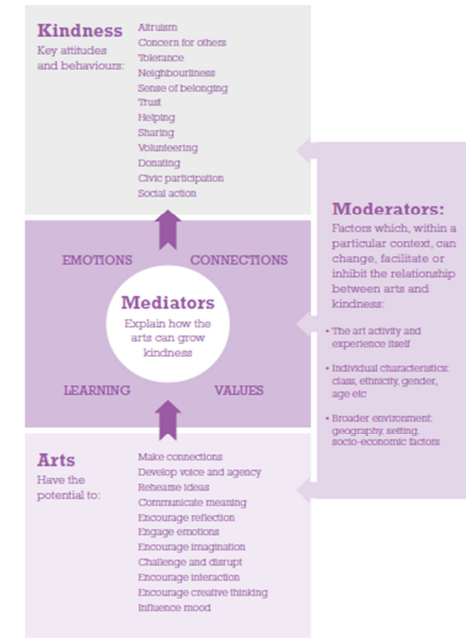 Kindness
Key attitudes
and behaviours:
Altruism
Concern for others
Tolerance
Neighbourliness
Sense of belonging
Trust
Helping
Sharing
Volunteering
Donating
Civic participation
Social action
EMOTIONS
CONNECTIONS
Mediators
Explain how the
arts can grow
kindness
LEARNING
VALUES
Arts
Have the
potential to:
Make connections
Develop voice and agency
Rehearse ideas
Communicate meaning
Encourage reflection
Engage emotions
Encourage imagination
Challenge and disrupt
Encourage interaction
Encourage creative thinking
Influence mood
Moderators:
Factors which, within a
particular context, can
change, facilitate or
inhibit the relationship
between arts and
kindness:
• The art activity and
experience itself
• Individual characteristics:
class, ethnicity, gender,
age etc
• Broader environment:
geography, setting,
socio-economic factors